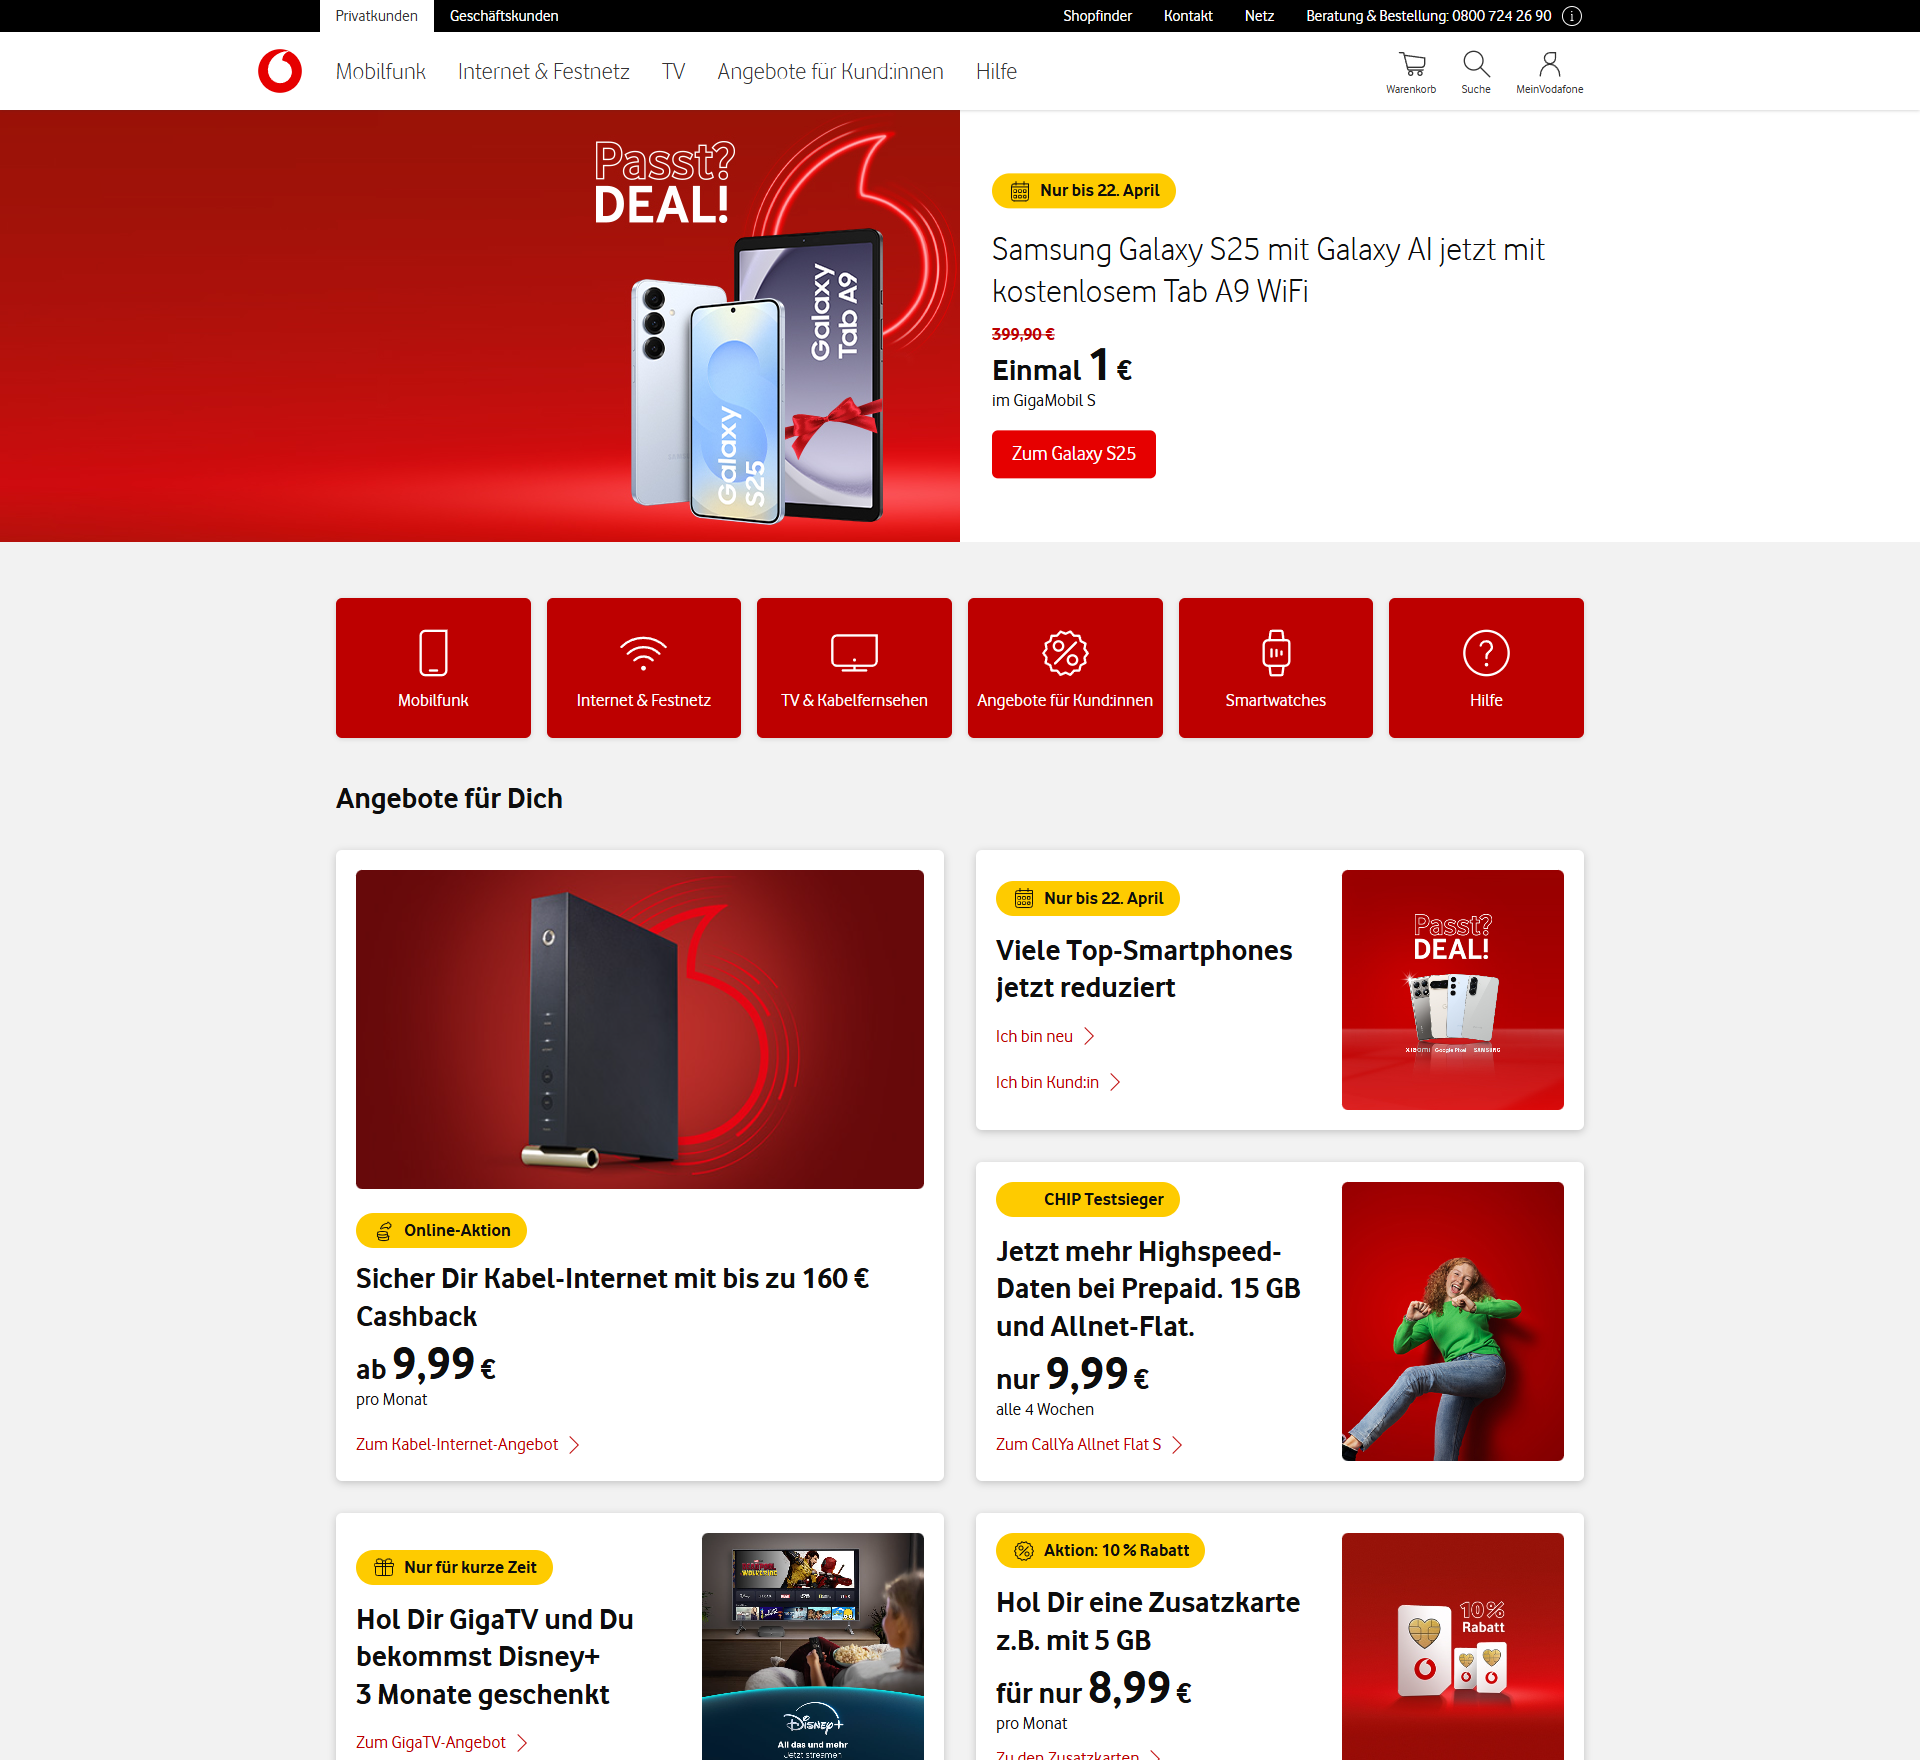 Privatkunden
Geschäftskunden
Shopfinder
Kontakt
Netz
Beratung & Bestellung: 0800 724 26 90
Mobilfunk
Internet & Festnetz
TV
Angebote für Kund:innen
Hilfe
Warenkorb
Suche
MeinVodafone
Passt?
DEAL!
Galaxy
Tab A9
Galaxy
S25
Nur bis 22. April
Samsung Galaxy S25 mit Galaxy AI jetzt mit
kostenlosem Tab A9 WiFi
399,90 €
Einmal 1 €
im GigaMobil S
Zum Galaxy S25
Mobilfunk
Internet & Festnetz
TV & Kabelfernsehen
Angebote für Kund:innen
Smartwatches
Hilfe
Angebote für Dich
Online-Aktion
Sicher Dir Kabel-Internet mit bis zu 160 €
Cashback
ab 9,99 €
pro Monat
Zum Kabel-Internet-Angebot
Nur bis 22. April
Viele Top-Smartphones
jetzt reduziert
Ich bin neu
Ich bin Kund:in
Passt?
DEAL!
XIAOMI Google Pixel SAMSUNG
CHIP Testsieger
Jetzt mehr Highspeed-
Daten bei Prepaid. 15 GB
und Allnet-Flat.
nur 9,99 €
alle 4 Wochen
Zum CallYa Allnet Flat S
Nur für kurze Zeit
Hol Dir GigaTV und Du
bekommst Disney+
3 Monate geschenkt
Zum GigaTV-Angebot
Disney+
All das und mehr
Jetzt streamen
Aktion: 10 % Rabatt
Hol Dir eine Zusatzkarte
z.B. mit 5 GB
für nur 8,99 €
pro Monat
Zu den Zusatzkarten
10%
Rabatt